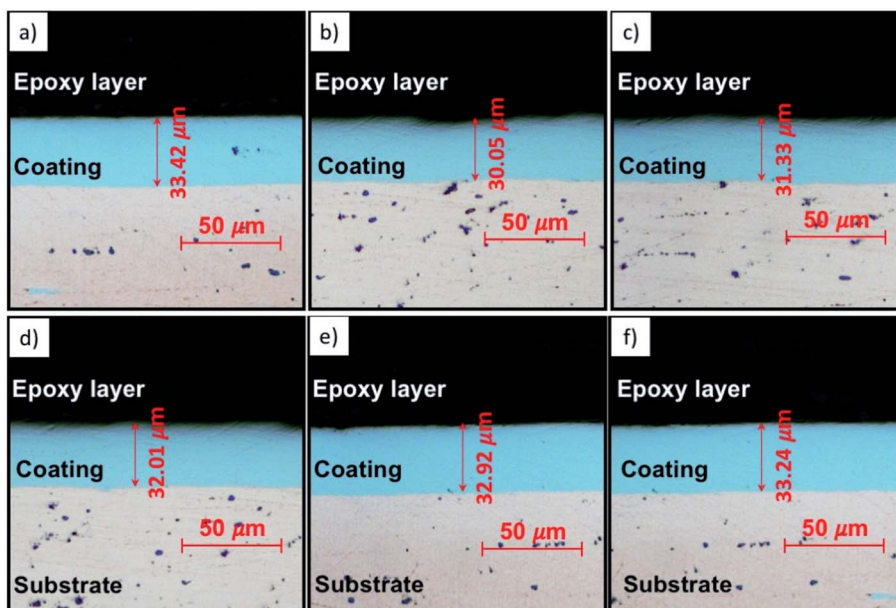 a)
Epoxy layer
Coating
33.42 μm
50 μm
b)
Epoxy layer
Coating
30.05 μm
50 μm
c)
Epoxy layer
Coating
31.33 μm
50 μm
d)
Epoxy layer
Coating
32.01 μm
50 μm
Substrate
e)
Epoxy layer
Coating
32.92 μm
50 μm
Substrate
f)
Epoxy layer
Coating
33.24 μm
50 μm
Substrate